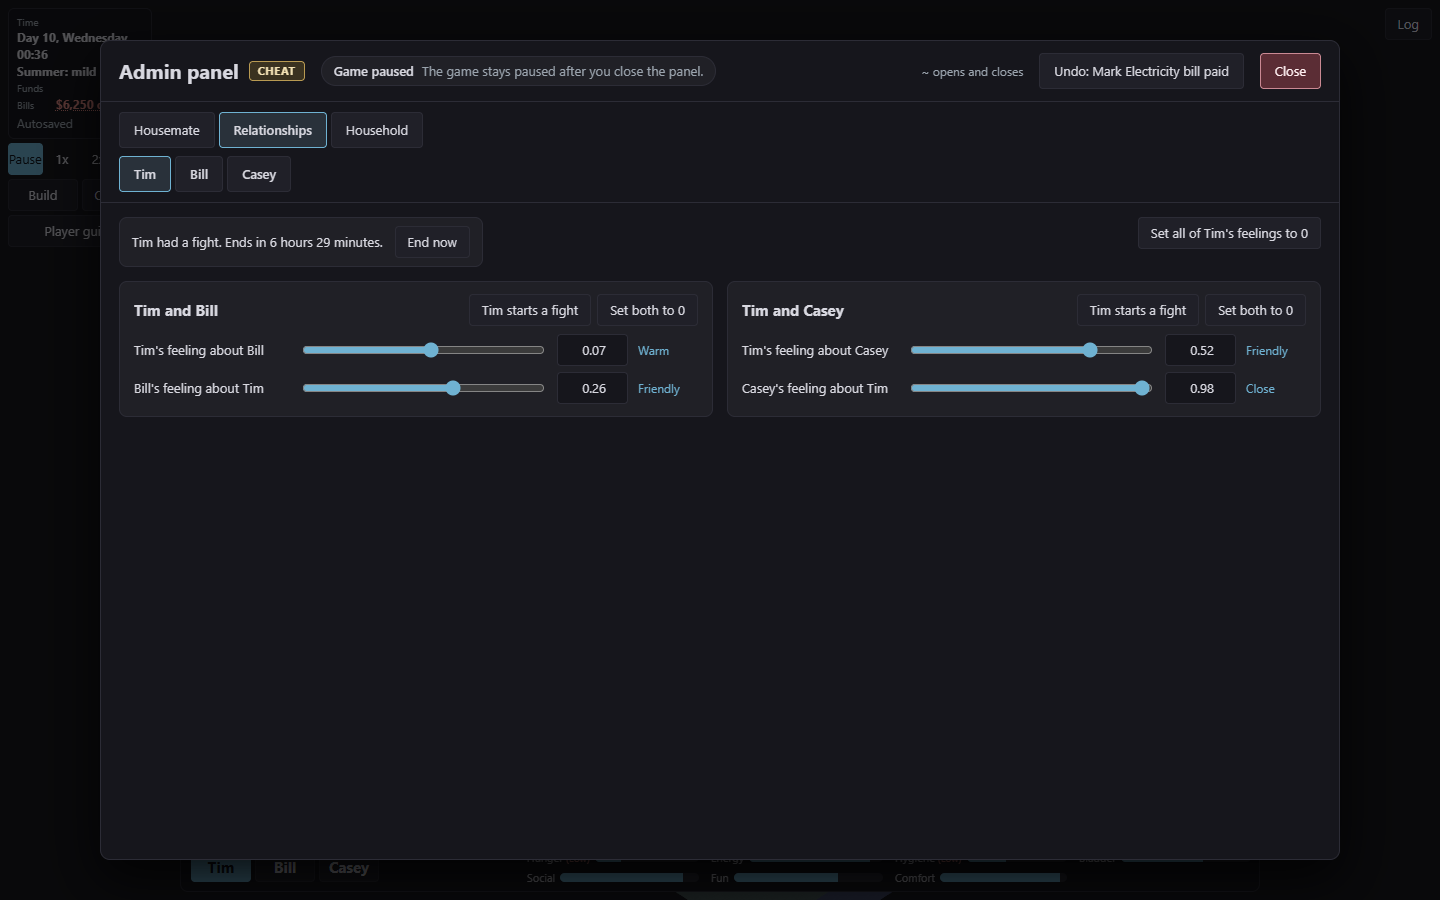 Time
Day 10, Wednesday
00:36
Summer: mild
Funds
Bills $6,250
Autosaved
Pause 1x
Build
Player
Log
Admin panel CHEAT Game paused The game stays paused after you close the panel. ~ opens and closes Undo: Mark Electricity bill paid Close
Housemate Relationships Household
Tim Bill Casey
Tim had a fight. Ends in 6 hours 29 minutes. End now Set all of Tim's feelings to 0
Tim and Bill Tim starts a fight Set both to 0
Tim's feeling about Bill 0.07 Warm
Bill's feeling about Tim 0.26 Friendly
Tim and Casey Tim starts a fight Set both to 0
Tim's feeling about Casey 0.52 Friendly
Casey's feeling about Tim 0.98 Close
Tim Bill Casey
Social Fun Comfort